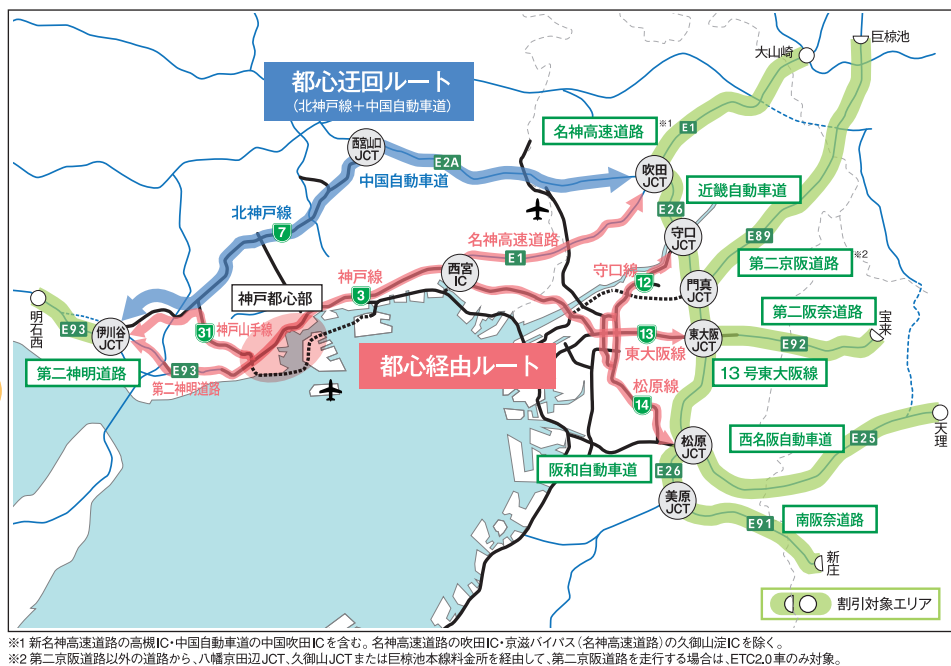 都心迂回ルート
(北神戸線＋中国自動車道)
大山崎
巨椋池
名神高速道路
※1
E1
西宮山口
JCT
E2A
中国自動車道
吹田
JCT
近畿自動車道
E26
北神戸線
7
名神高速道路
E1
守口
JCT
E89
第二京阪道路
※2
守口線
12
門真
JCT
西宮
IC
神戸線
3
神戸都心部
明石西
E93
伊川谷
JCT
31
神戸山手線
第二神明道路
E93
第二神明道路
都心経由ルート
13
東大阪線
東大阪
JCT
第二阪奈道路
宝来
E92
13号東大阪線
松原線
14
松原
JCT
西名阪自動車道
E25
天理
阪和自動車道
E26
美原
JCT
E91
南阪奈道路
新庄
割引対象エリア
※1 新名神高速道路の高槻IC・中国自動車道の中国吹田ICを含む。名神高速道路の吹田IC・京滋バイパス(名神高速道路)の久御山淀ICを除く。
※2 第二京阪道路以外の道路から、八幡京田辺JCT、久御山JCTまたは巨椋池本線料金所を経由して、第二京阪道路を走行する場合は、ETC2.0車のみ対象。